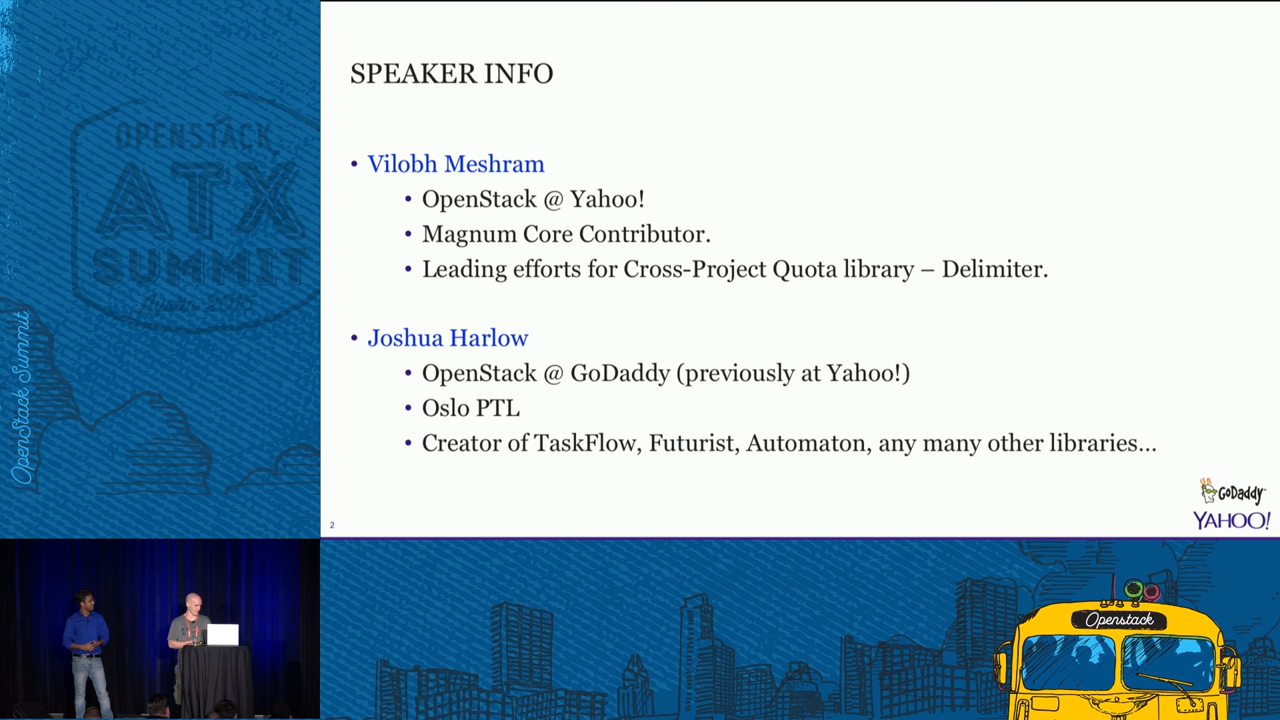 SPEAKER INFO
• Vilobh Meshram
• OpenStack @ Yahoo!
• Magnum Core Contributor.
• Leading efforts for Cross-Project Quota library – Delimiter.
• Joshua Harlow
• OpenStack @ GoDaddy (previously at Yahoo!)
• Oslo PTL
• Creator of TaskFlow, Futurist, Automaton, any many other libraries...
2
GoDaddy
YAHOO!
OPENSTACK
ATX
SUMMIT
Austin 2016
OpenStack Summit
Openstack